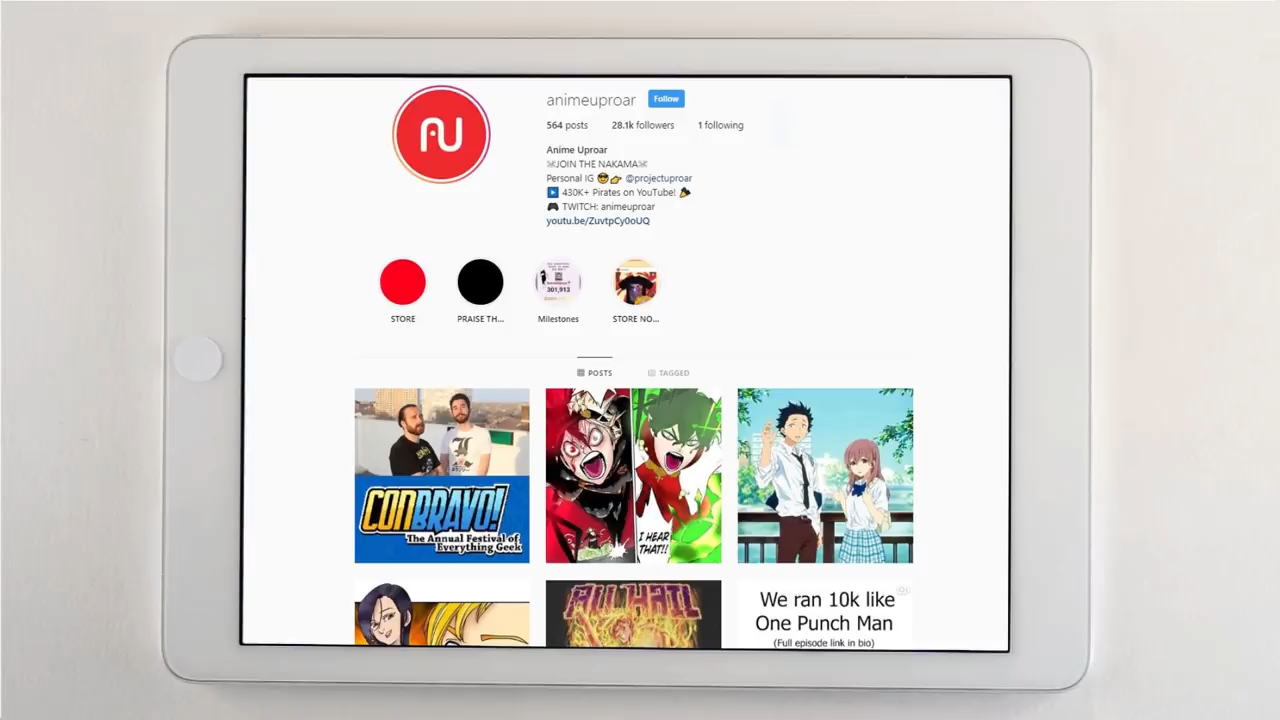 animeuproar Follow
564 posts 28.1k followers 1 following
Anime Uproar
☠JOIN THE NAKAMA☠
Personal IG 😎👉 @projectuproar
▶ 430K+ Pirates on YouTube! 🎉
🎮 TWITCH: animeuproar
youtu.be/ZuvtpCy0oUQ
301,913
STORE PRAISE TH... Milestones STORE NO...
POSTS TAGGED
CONBRAVO!
The Annual Festival of
Everything Geek
I HEAR
THAT!!
ALL HAIL
We ran 10k like
One Punch Man
(Full episode link in bio)